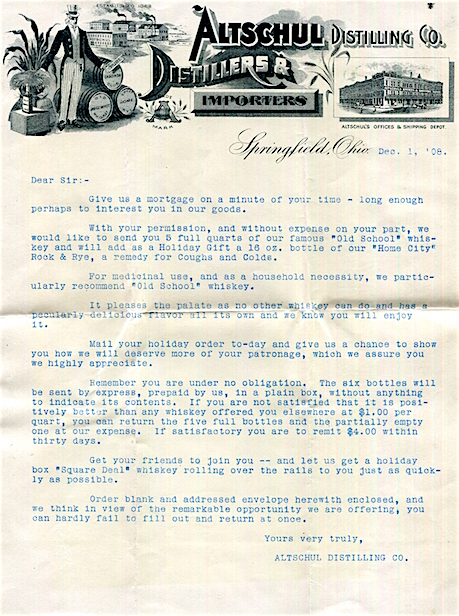 ESTABLISHED 1868
ALTSCHUL DISTILLING CO.
DISTILLERS &
IMPORTERS
MARK
ALTSCHUL'S OFFICES & SHIPPING DEPOT.
Springfield, Ohio. Dec. 1, '08.
Dear Sir:-
Give us a mortgage on a minute of your time - long enough
perhaps to interest you in our goods.
With your permission, and without expense on your part, we
would like to send you 5 full quarts of our famous "Old School" whis-
key and will add as a Holiday Gift a 16 oz. bottle of our "Home City"
Rock & Rye, a remedy for Coughs and Colds.
For medicinal use, and as a household necessity, we partic-
ularly recommend "Old School" whiskey.
It pleases the palate as no other whiskey can do and has a
pecularly delicious flavor all its own and we know you will enjoy
it.
Mail your holiday order to-day and give us a chance to show
you how we will deserve more of your patronage, which we assure you
we highly appreciate.
Remember you are under no obligation. The six bottles will
be sent by express, prepaid by us, in a plain box, without anything
to indicate its contents. If you are not satisfied that it is posi-
tively better than any whiskey offered you elsewhere at $1.00 per
quart, you can return the five full bottles and the partially empty
one at our expense. If satisfactory you are to remit $4.00 within
thirty days.
Get your friends to join you -- and let us get a holiday
box "Square Deal" whiskey rolling over the rails to you just as quick-
ly as possible.
Order blank and addressed envelope herewith enclosed, and
we think in view of the remarkable opportunity we are offering, you
can hardly fail to fill out and return at once.
Yours very truly,
ALTSCHUL DISTILLING CO.